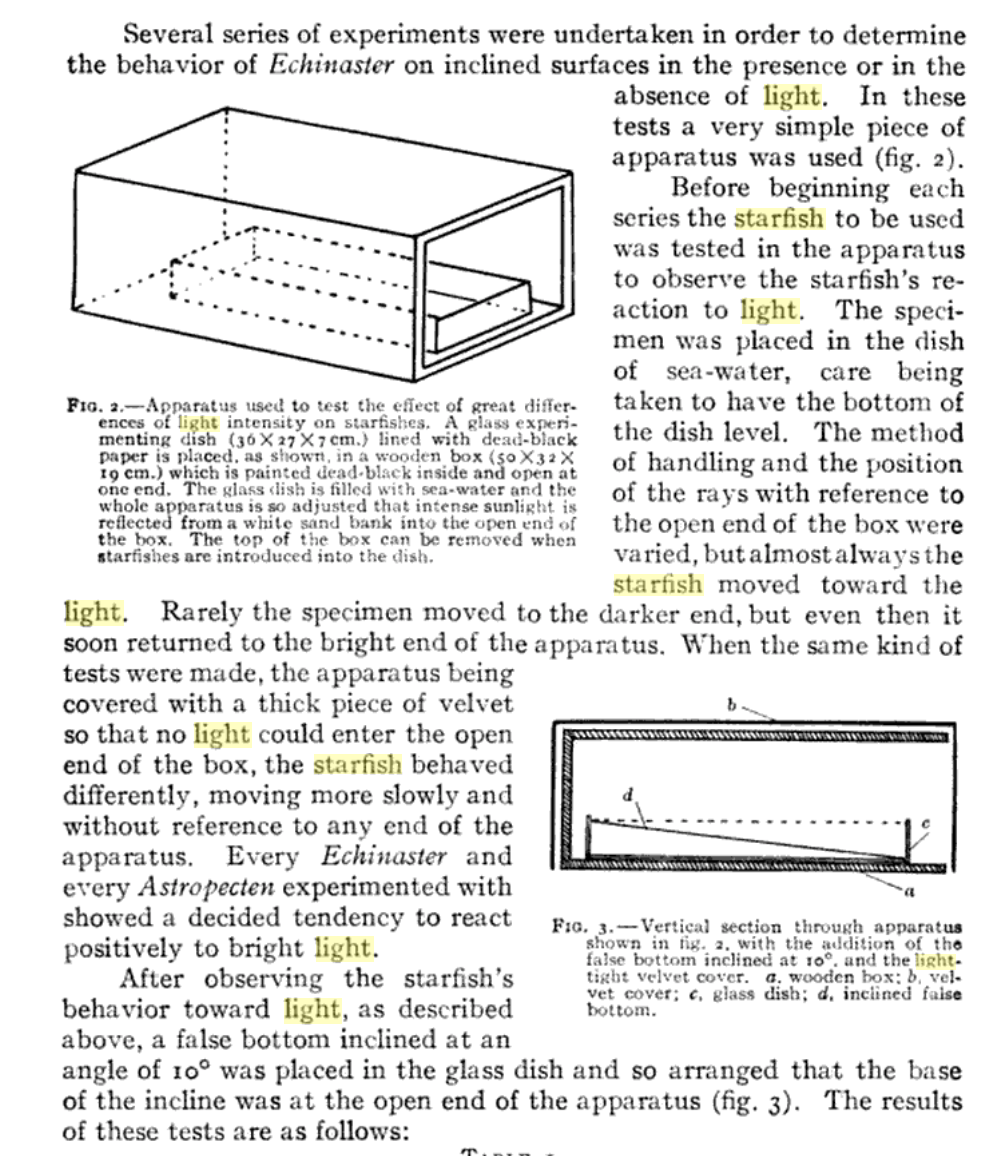 Several series of experiments were undertaken in order to determine
the behavior of Echinaster on inclined surfaces in the presence or in the
absence of light. In these
tests a very simple piece of
apparatus was used (fig. 2).
Before beginning each
series the starfish to be used
was tested in the apparatus
to observe the starfish's re-
action to light. The speci-
men was placed in the dish
of sea-water, care being
taken to have the bottom of
the dish level. The method
of handling and the position
of the rays with reference to
the open end of the box were
varied, but almost always the
starfish moved toward the
FIG. 2.—Apparatus used to test the effect of great differ-
ences of light intensity on starfishes. A glass experi-
menting dish (36×27×7 cm.) lined with dead-black
paper is placed, as shown, in a wooden box (50×32×
19 cm.) which is painted dead-black inside and open at
one end. The glass dish is filled with sea-water and the
whole apparatus is so adjusted that intense sunlight is
reflected from a white sand bank into the open end of
the box. The top of the box can be removed when
starfishes are introduced into the dish.
light. Rarely the specimen moved to the darker end, but even then it
soon returned to the bright end of the apparatus. When the same kind of
tests were made, the apparatus being
covered with a thick piece of velvet
so that no light could enter the open
end of the box, the starfish behaved
differently, moving more slowly and
without reference to any end of the
apparatus. Every Echinaster and
every Astropecten experimented with
showed a decided tendency to react
positively to bright light.
After observing the starfish's
behavior toward light, as described
above, a false bottom inclined at an
b
d
c
a
FIG. 3.—Vertical section through apparatus
shown in fig. 2, with the addition of the
false bottom inclined at 10°, and the light-
tight velvet cover. a, wooden box; b, vel-
vet cover; c, glass dish; d, inclined false
bottom.
angle of 10° was placed in the glass dish and so arranged that the base
of the incline was at the open end of the apparatus (fig. 3). The results
of these tests are as follows: